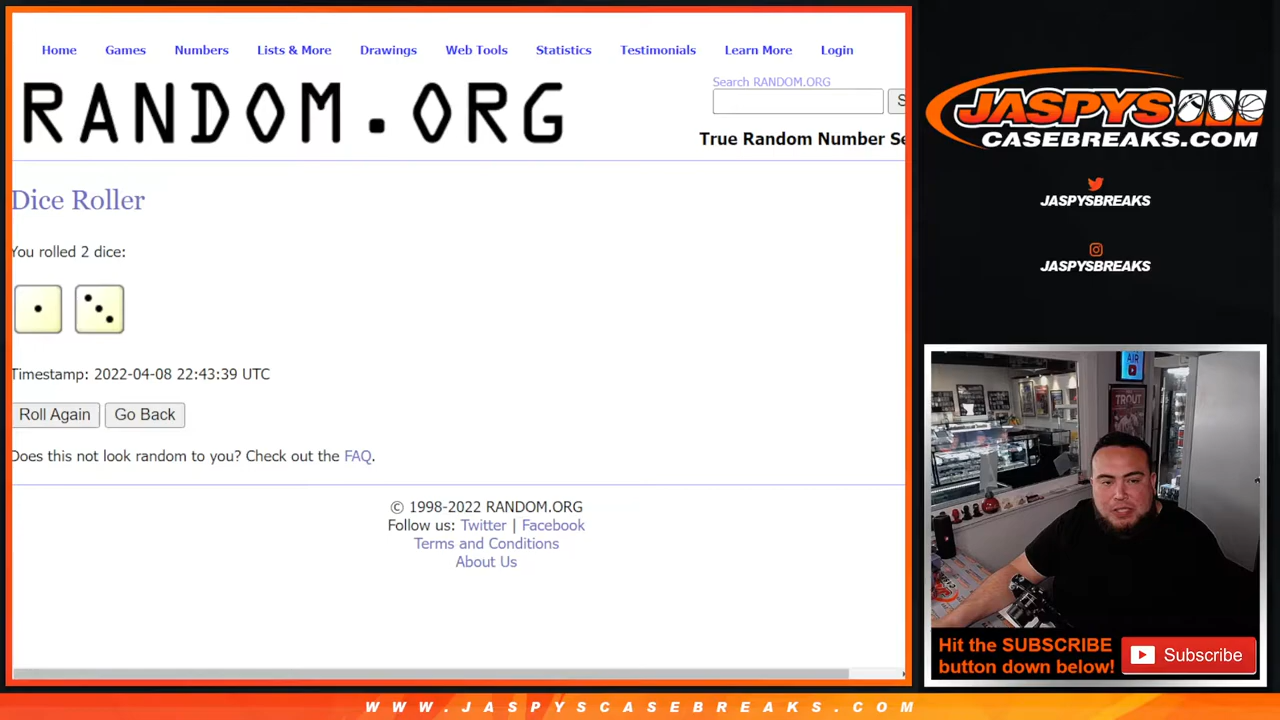 Home Games Numbers Lists & More Drawings Web Tools Statistics Testimonials Learn More Login
RANDOM.ORG
Search RANDOM.ORG
S
True Random Number Se
Dice Roller
You rolled 2 dice:
Timestamp: 2022-04-08 22:43:39 UTC
Roll Again Go Back
Does this not look random to you? Check out the FAQ.
© 1998-2022 RANDOM.ORG
Follow us: Twitter | Facebook
Terms and Conditions
About Us
JASPYS
CASEBREAKS.COM
JASPYSBREAKS
JASPYSBREAKS
AIR
TROUT
Hit the SUBSCRIBE
button down below!
Subscribe
WWW.JASPYSCASEBREAKS.COM